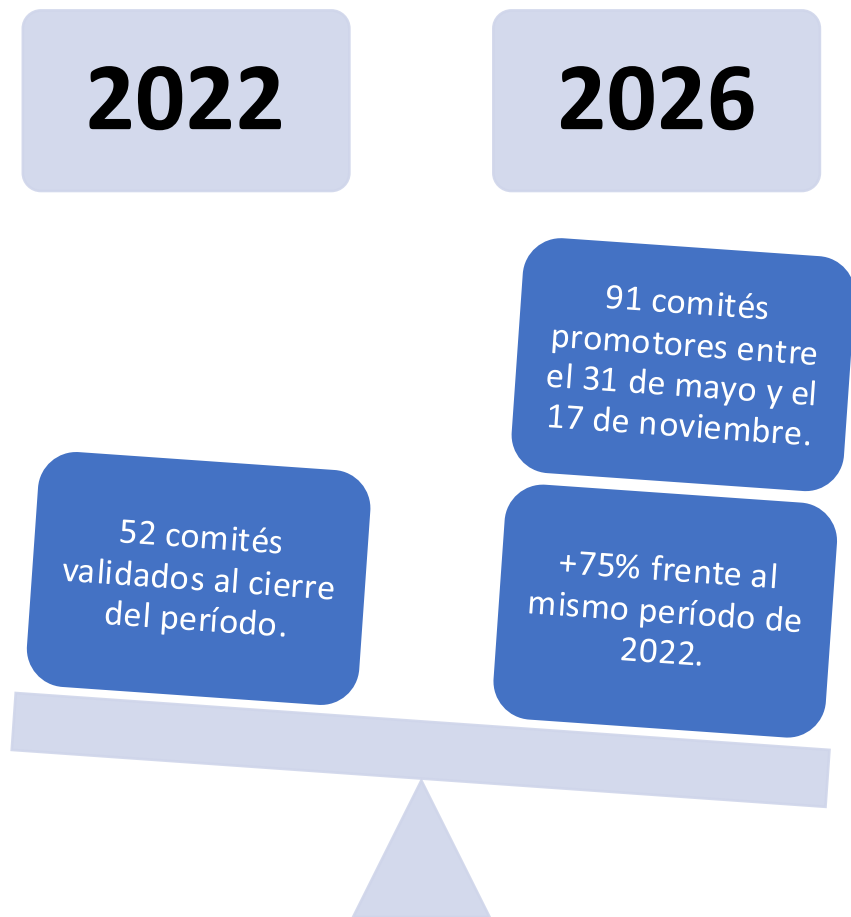 2022
2026
52 comités
validados al cierre
del período.
91 comités
promotores entre
el 31 de mayo y el
17 de noviembre.
+75% frente al
mismo período de
2022.